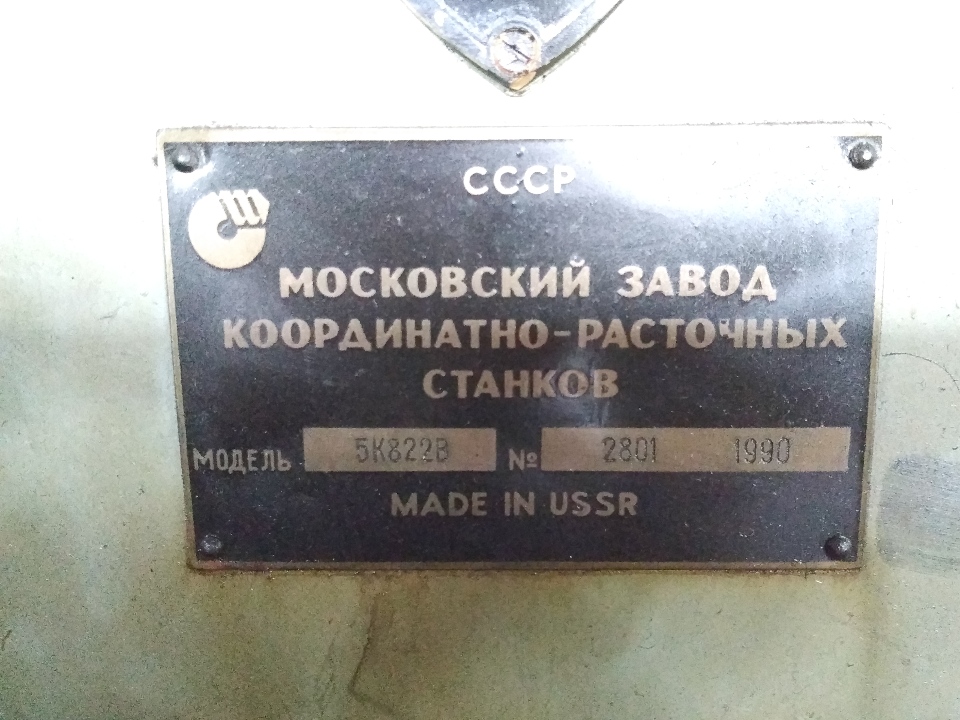 СССР
МОСКОВСКИЙ ЗАВОД
КООРДИНАТНО-РАСТОЧНЫХ
СТАНКОВ
МОДЕЛЬ 5К822В № 2801 1990
MADE IN USSR